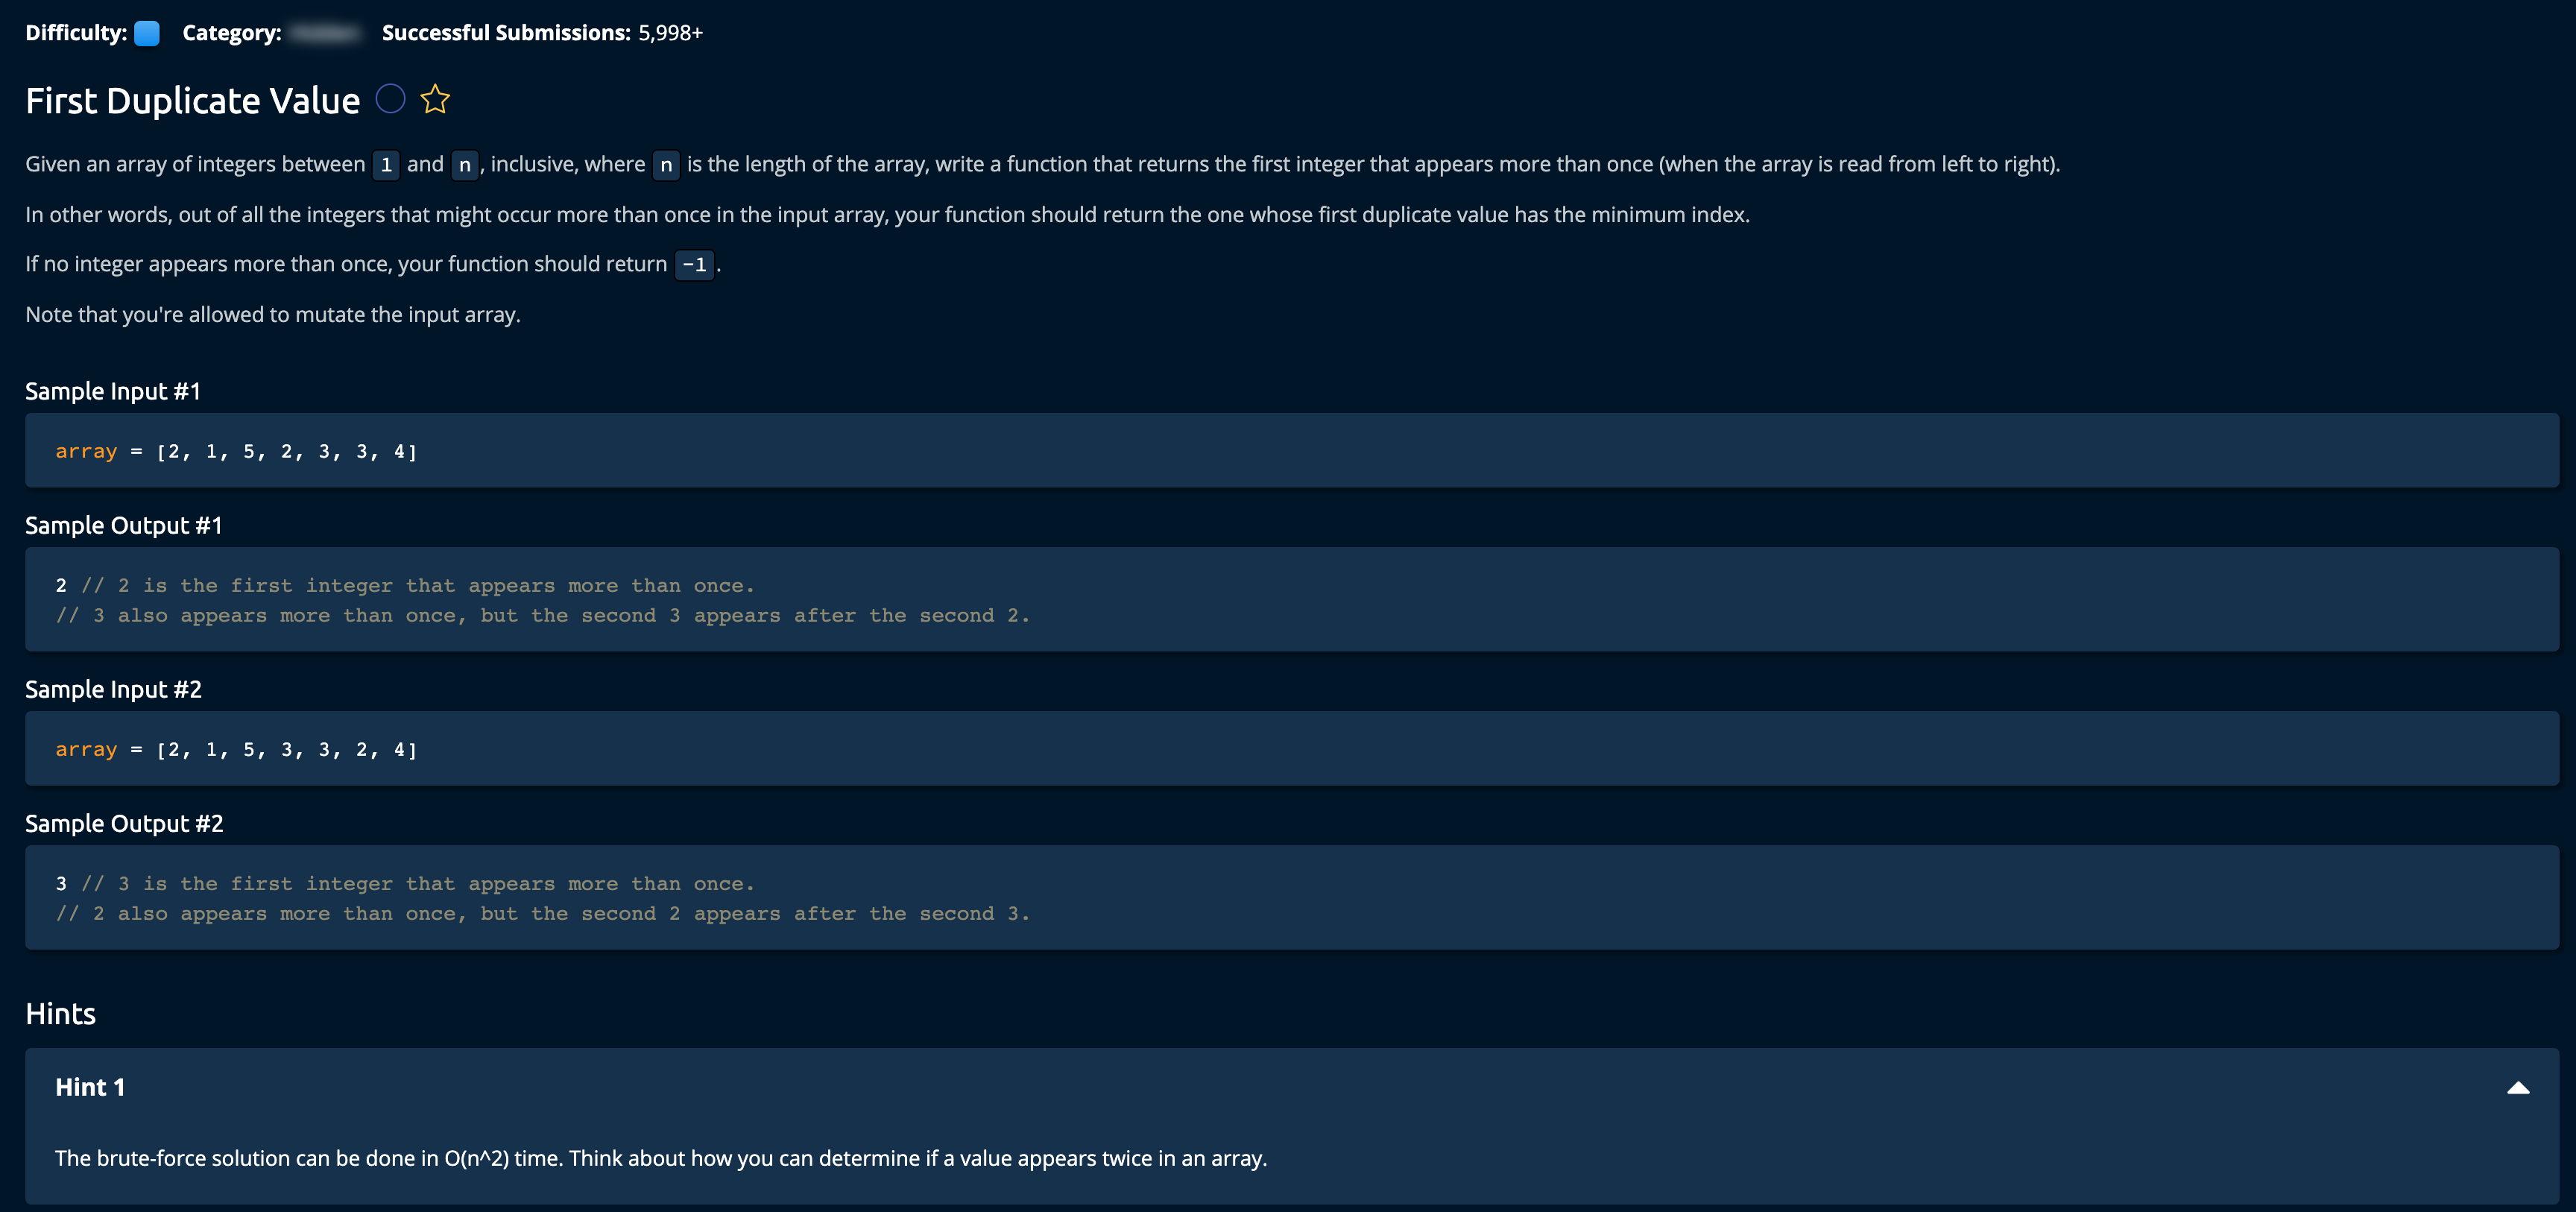 Difficulty: Category: Successful Submissions: 5,998+
First Duplicate Value
Given an array of integers between 1 and n, inclusive, where n is the length of the array, write a function that returns the first integer that appears more than once (when the array is read from left to right).
In other words, out of all the integers that might occur more than once in the input array, your function should return the one whose first duplicate value has the minimum index.
If no integer appears more than once, your function should return -1.
Note that you're allowed to mutate the input array.
Sample Input #1
array = [2, 1, 5, 2, 3, 3, 4]
Sample Output #1
2 // 2 is the first integer that appears more than once.
// 3 also appears more than once, but the second 3 appears after the second 2.
Sample Input #2
array = [2, 1, 5, 3, 3, 2, 4]
Sample Output #2
3 // 3 is the first integer that appears more than once.
// 2 also appears more than once, but the second 2 appears after the second 3.
Hints
Hint 1
The brute-force solution can be done in O(n^2) time. Think about how you can determine if a value appears twice in an array.